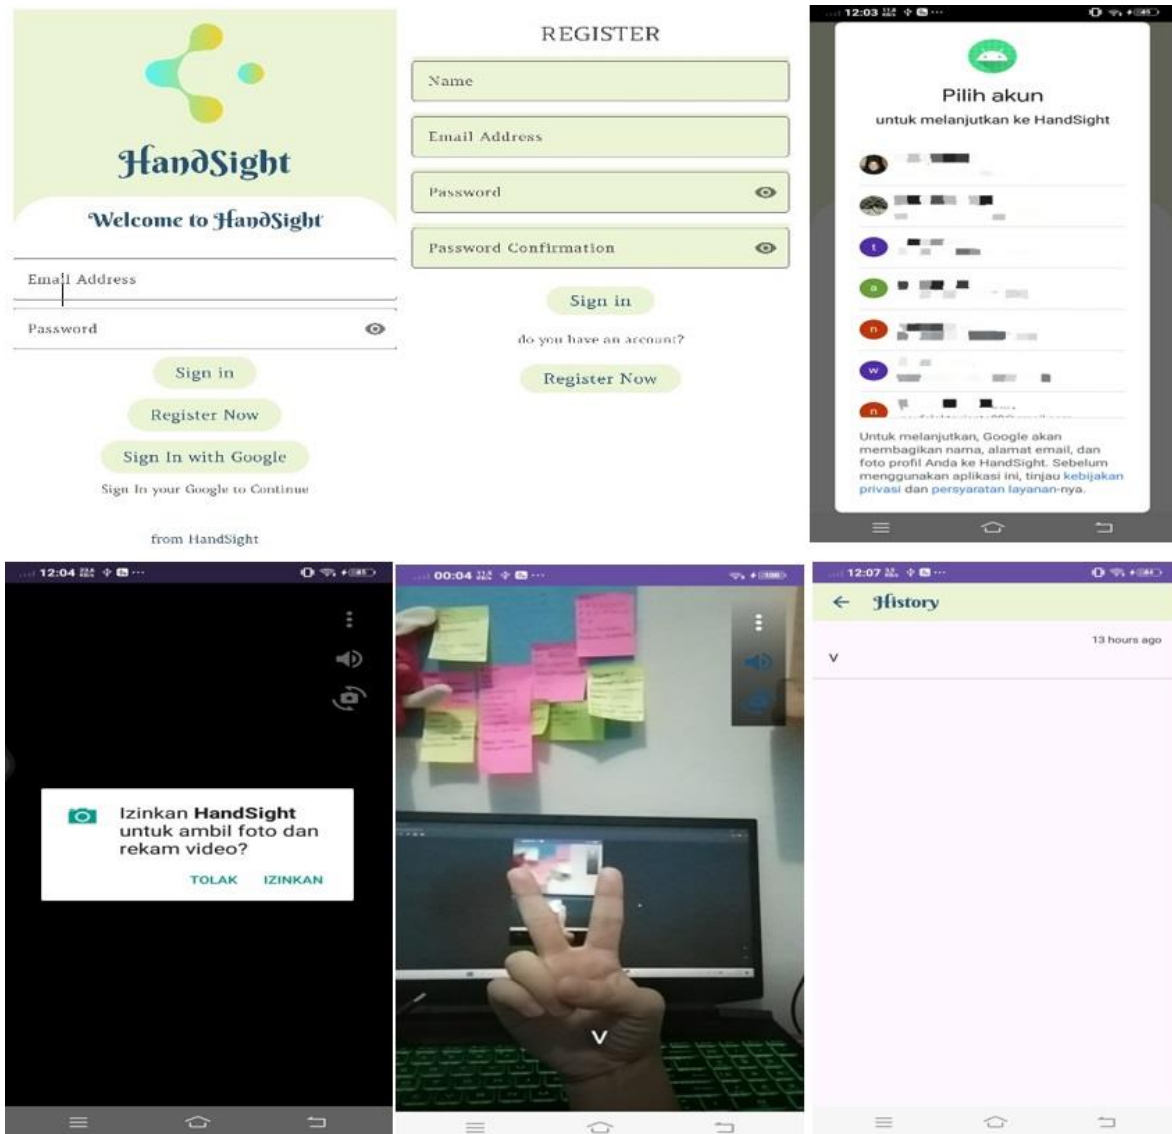 HandSight
Welcome to HandSight
Email Address
Password
Sign in
Register Now
Sign In with Google
Sign In your Google to Continue
from HandSight
REGISTER
Name
Email Address
Password
Password Confirmation
Sign in
do you have an account?
Register Now
12:03
Pilih akun
untuk melanjutkan ke HandSight
t
a
n
w
n
Untuk melanjutkan, Google akan
membagikan nama, alamat email, dan
foto profil Anda ke HandSight. Sebelum
menggunakan aplikasi ini, tinjau kebijakan
privasi dan persyaratan layanan-nya.
12:04
Izinkan HandSight
untuk ambil foto dan
rekam video?
TOLAK IZINKAN
00:04
V
12:07
History
13 hours ago
V